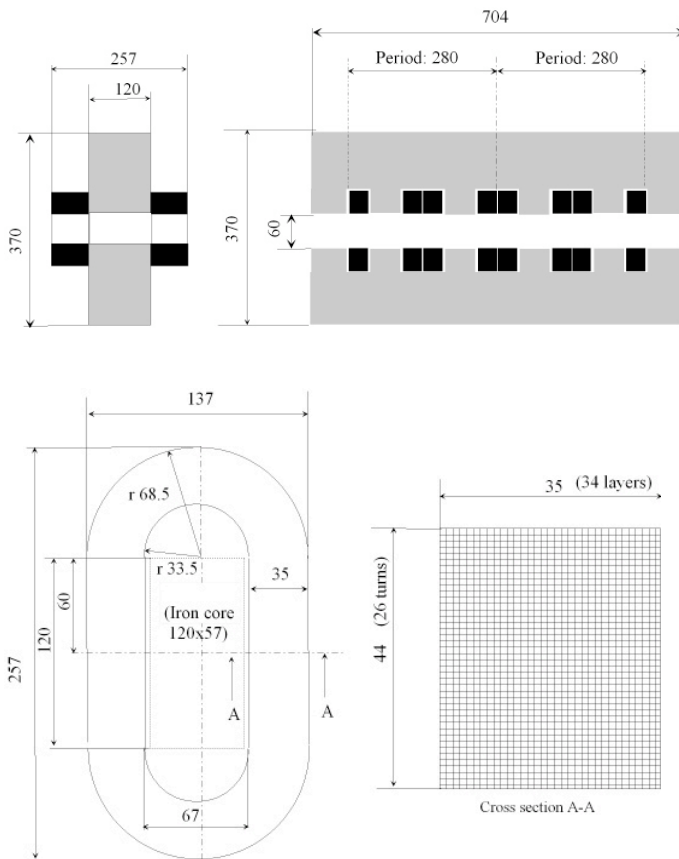 257
120
370
704
Period: 280
Period: 280
370
60
137
r 68.5
r 33.5
35
(Iron core
120x57)
60
120
257
A
A
67
35 (34 layers)
44 (26 turns)
Cross section A-A